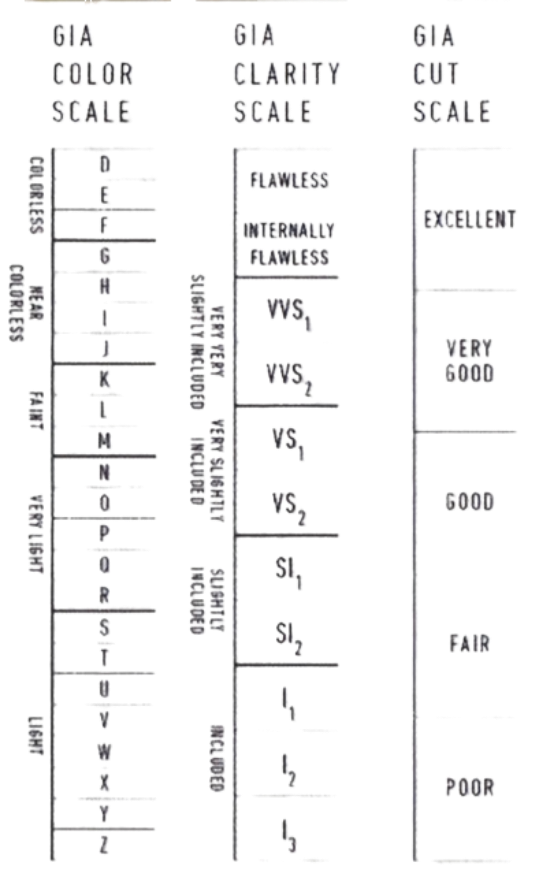 GIA
COLOR
SCALE
COLORLESS
D
E
F
NEAR
COLORLESS
G
H
I
J
FAINT
K
L
M
VERY LIGHT
N
O
P
Q
R
LIGHT
S
T
U
V
W
X
Y
Z
GIA
CLARITY
SCALE
FLAWLESS
INTERNALLY
FLAWLESS
VERY VERY
SLIGHTLY INCLUDED
VVS₁
VVS₂
VERY SLIGHTLY
INCLUDED
VS₁
VS₂
SLIGHTLY
INCLUDED
SI₁
SI₂
INCLUDED
I₁
I₂
I₃
GIA
CUT
SCALE
EXCELLENT
VERY
GOOD
GOOD
FAIR
POOR